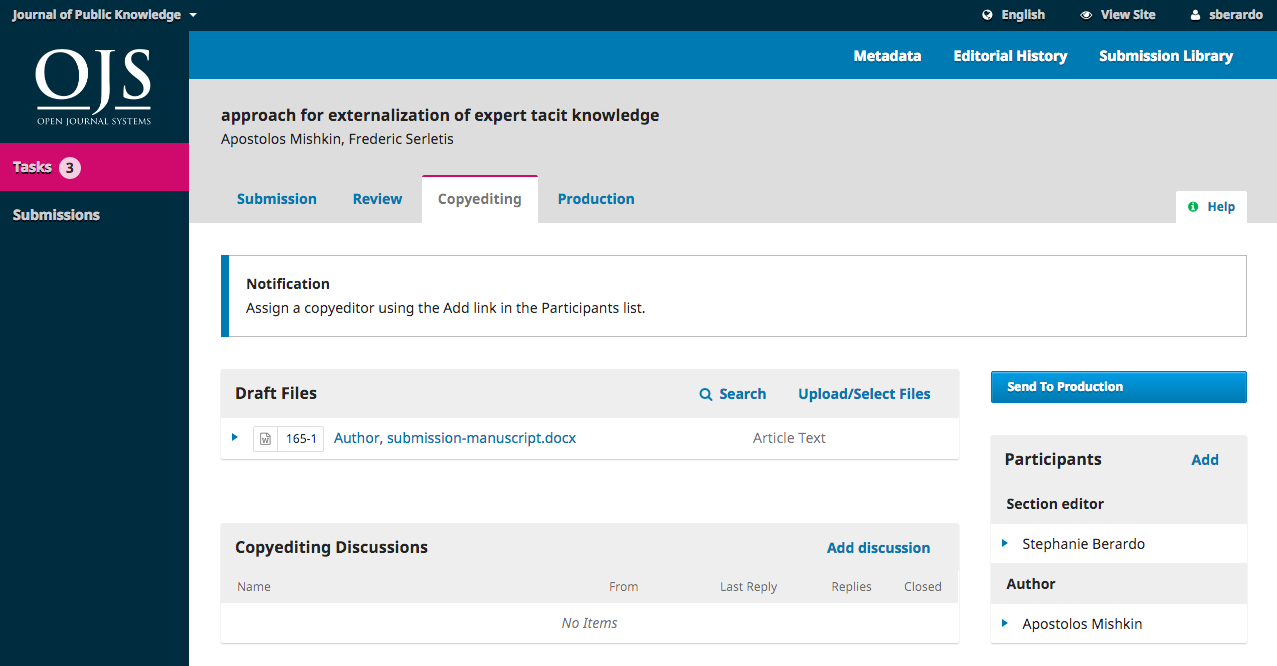 Journal of Public Knowledge
English
View Site
sberardo
OJS
OPEN JOURNAL SYSTEMS
Tasks 3
Submissions
Metadata
Editorial History
Submission Library
approach for externalization of expert tacit knowledge
Apostolos Mishkin, Frederic Serletis
Submission
Review
Copyediting
Production
Help
Notification
Assign a copyeditor using the Add link in the Participants list.
Draft Files
Search
Upload/Select Files
165-1
Author, submission-manuscript.docx
Article Text
Copyediting Discussions
Add discussion
Name
From
Last Reply
Replies
Closed
No Items
Send To Production
Participants
Add
Section editor
Stephanie Berardo
Author
Apostolos Mishkin